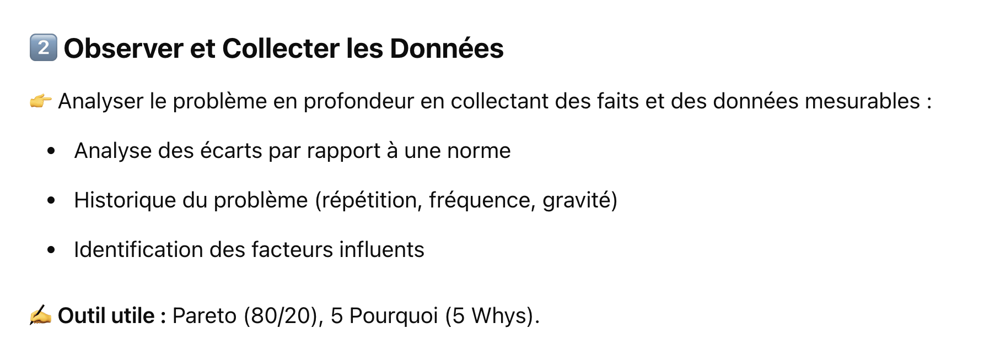 2️⃣ Observer et Collecter les Données
👉 Analyser le problème en profondeur en collectant des faits et des données mesurables :
• Analyse des écarts par rapport à une norme
• Historique du problème (répétition, fréquence, gravité)
• Identification des facteurs influents
✍️ Outil utile : Pareto (80/20), 5 Pourquoi (5 Whys).